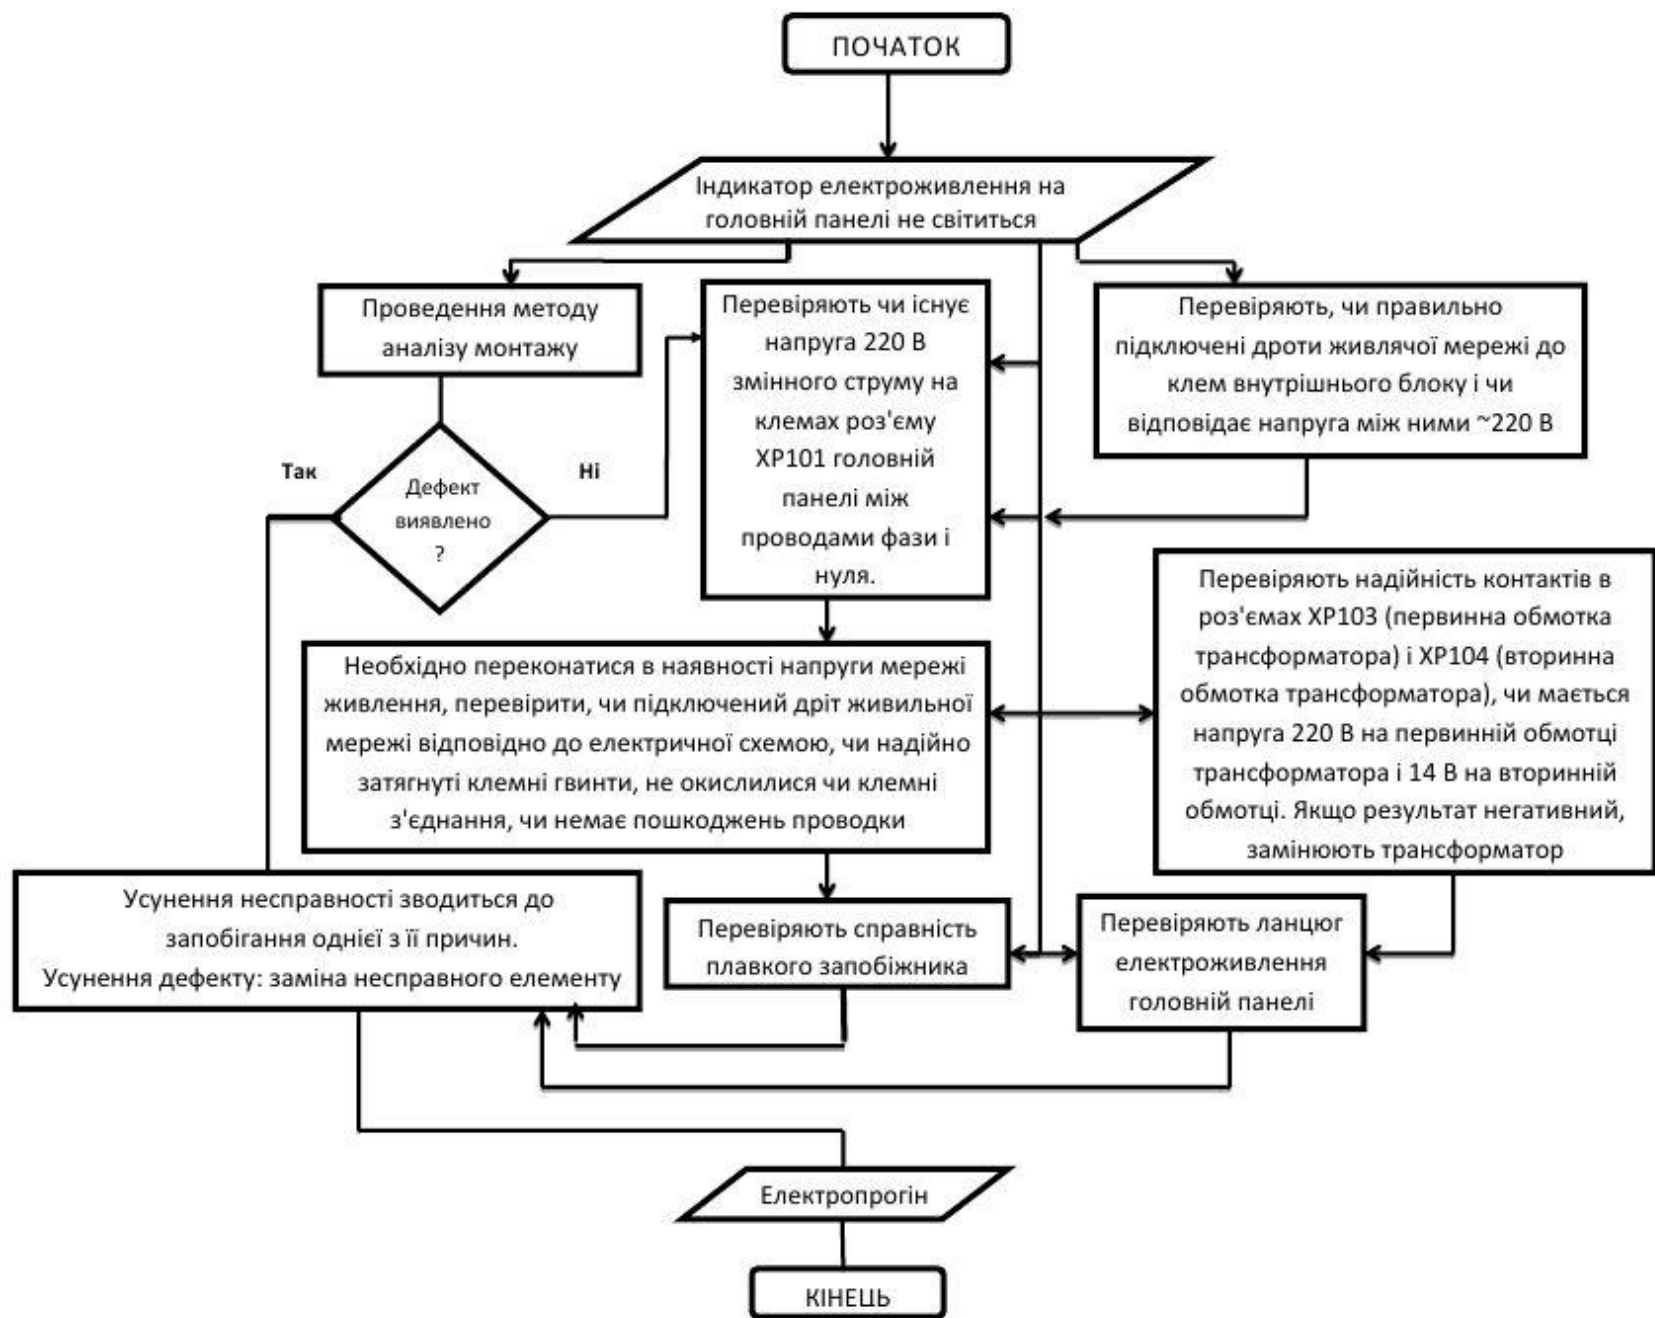 ПОЧАТОК
Індикатор електроживлення на
головній панелі не світиться
Проведення методу
аналізу монтажу
Перевіряють чи існує
напруга 220 В
змінного струму на
клемах роз'єму
ХР101 головній
панелі між
проводами фази і
нуля.
Перевіряють, чи правильно
підключені дроти живлячої мережі до
клем внутрішнього блоку і чи
відповідає напруга між ними ~220 В
Так
Дефект
виявлено
?
Ні
Перевіряють надійність контактів в
роз'ємах ХР103 (первинна обмотка
трансформатора) і ХР104 (вторинна
обмотка трансформатора), чи мається
напруга 220 В на первинній обмотці
трансформатора і 14 В на вторинній
обмотці. Якщо результат негативний,
замінюють трансформатор
Необхідно переконатися в наявності напруги мережі
живлення, перевірити, чи підключений дріт живильної
мережі відповідно до електричної схемою, чи надійно
затягнуті клемні гвинти, не окислилися чи клемні
з'єднання, чи немає пошкоджень проводки
Усунення несправності зводиться до
запобігання однієї з її причин.
Усунення дефекту: заміна несправного елементу
Перевіряють справність
плавкого запобіжника
Перевіряють ланцюг
електроживлення
головній панелі
Електропрогін
КІНЕЦЬ